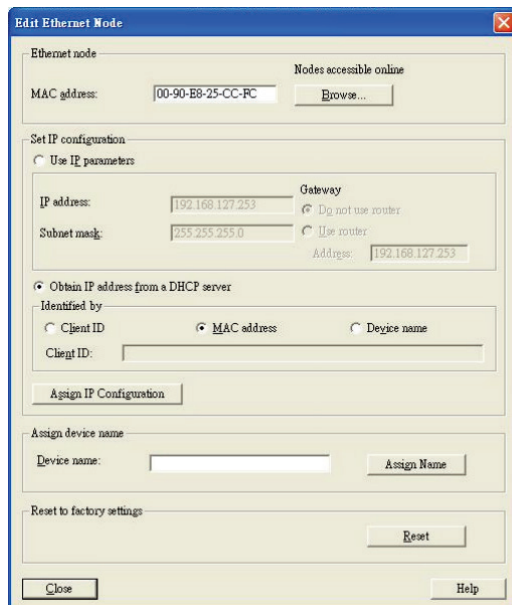 Edit Ethernet Node
Ethernet node
Nodes accessible online
MAC address:
00-90-E8-25-CC-FC
Browse...
Set IP configuration
Use IP parameters
Gateway
IP address:
192.168.127.253
Do not use router
Subnet mask:
255.255.255.0
Use router
Address:
192.168.127.253
Obtain IP address from a DHCP server
Identified by
Client ID
MAC address
Device name
Client ID:
Assign IP Configuration
Assign device name
Device name:
Assign Name
Reset to factory settings
Reset
Close
Help